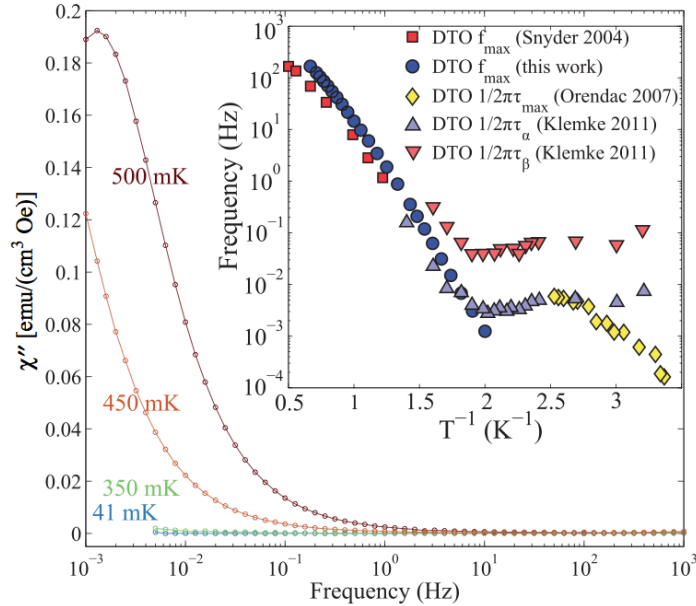 0.2
0.18
0.16
0.14
0.12
0.1
0.08
0.06
0.04
0.02
0
χ″ [emu/(cm³ Oe)]
500 mK
450 mK
350 mK
41 mK
10⁻³ 10⁻² 10⁻¹ 10⁰ 10¹ 10² 10³
Frequency (Hz)
DTO f_max (Snyder 2004)
DTO f_max (this work)
DTO 1/2πτ_max (Orendac 2007)
DTO 1/2πτ_α (Klemke 2011)
DTO 1/2πτ_β (Klemke 2011)
10³
10²
10¹
10⁰
10⁻¹
10⁻²
10⁻³
10⁻⁴
Frequency (Hz)
0.5 1 1.5 2 2.5 3
T⁻¹ (K⁻¹)